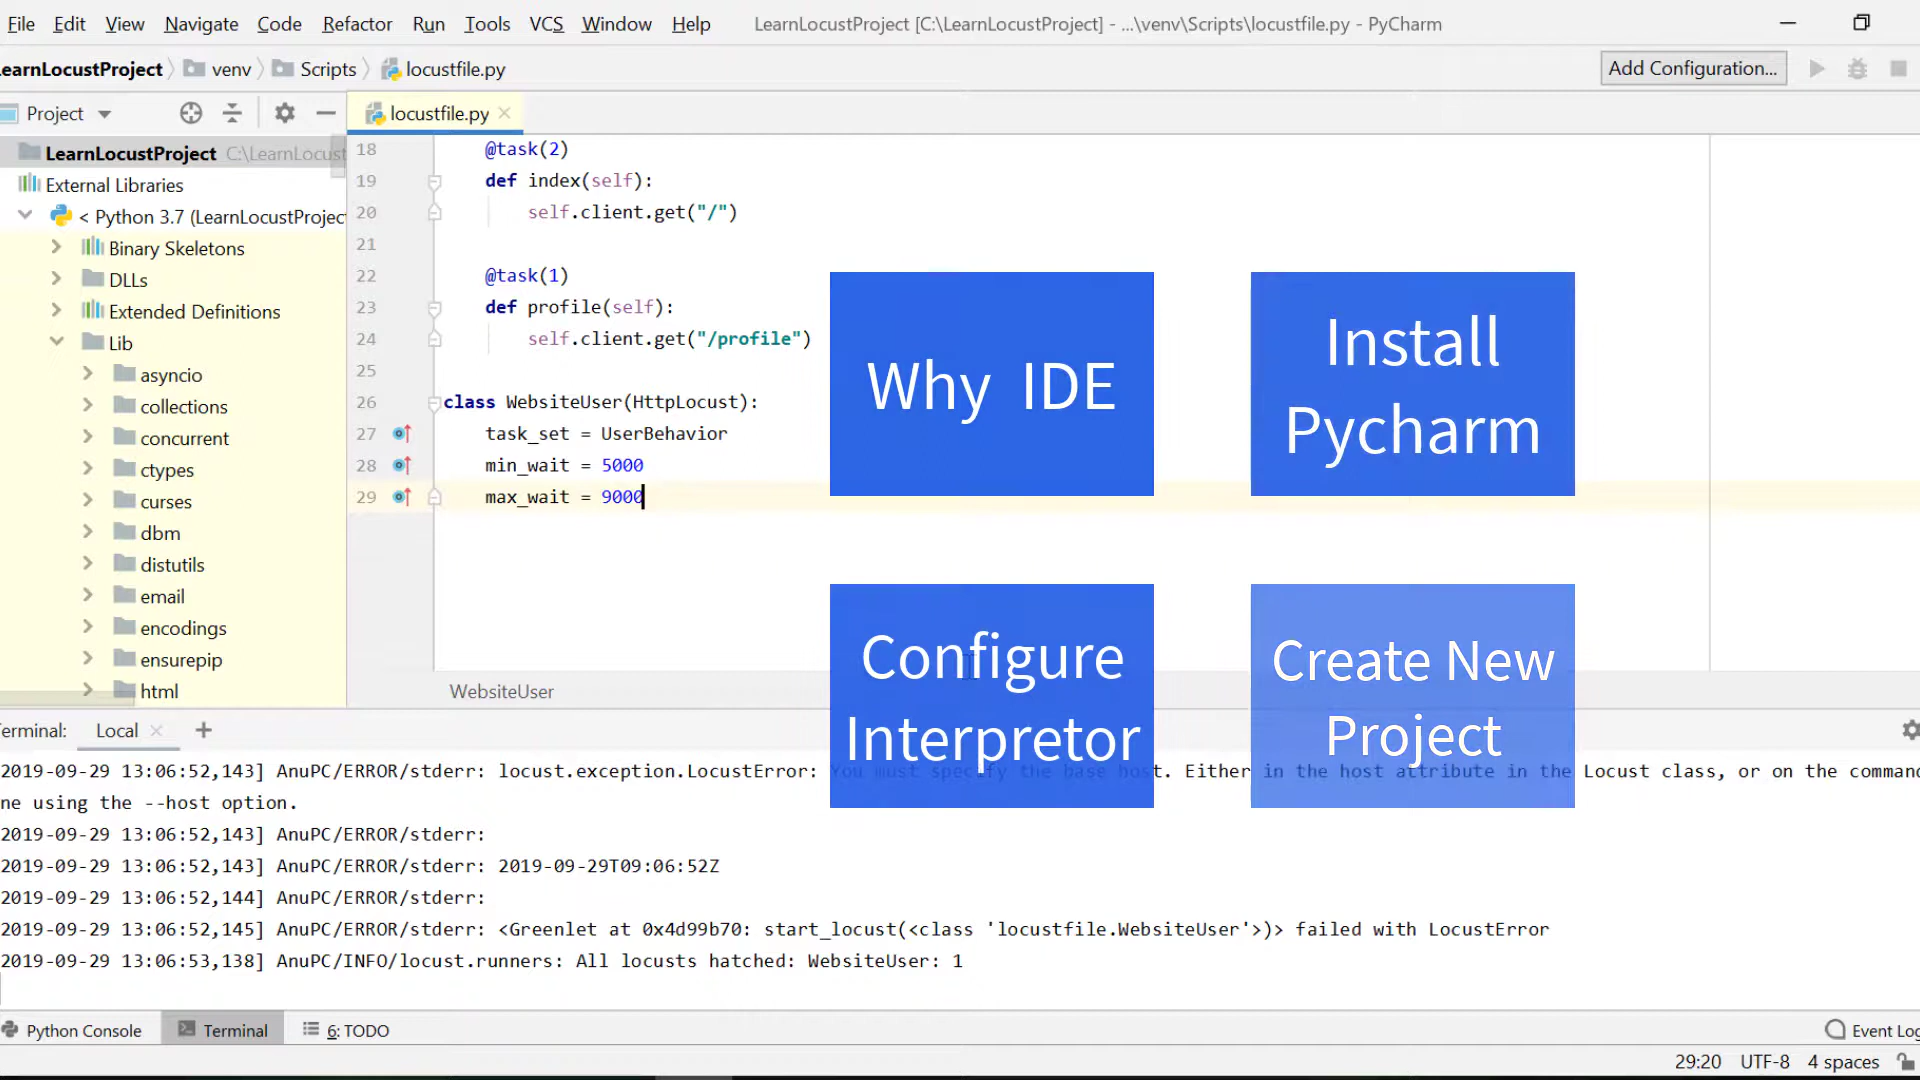 File Edit View Navigate Code Refactor Run Tools VCS Window Help LearnLocustProject [C:\LearnLocustProject] - ...\venv\Scripts\locustfile.py - PyCharm
earnLocustProject venv Scripts locustfile.py Add Configuration...
Project
locustfile.py
LearnLocustProject C:\LearnLocust
External Libraries
< Python 3.7 (LearnLocustProjec
Binary Skeletons
DLLs
Extended Definitions
Lib
asyncio
collections
concurrent
ctypes
curses
dbm
distutils
email
encodings
ensurepip
html
18 @task(2)
19 def index(self):
20 self.client.get("/")
21
22 @task(1)
23 def profile(self):
24 self.client.get("/profile")
25
26 class WebsiteUser(HttpLocust):
27 task_set = UserBehavior
28 min_wait = 5000
29 max_wait = 9000
WebsiteUser
Why IDE
Install
Pycharm
Configure
Interpretor
Create New
Project
erminal: Local +
2019-09-29 13:06:52,143] AnuPC/ERROR/stderr: locust.exception.LocustError: You must specify the base host. Either in the host attribute in the Locust class, or on the command
ne using the --host option.
2019-09-29 13:06:52,143] AnuPC/ERROR/stderr:
2019-09-29 13:06:52,143] AnuPC/ERROR/stderr: 2019-09-29T09:06:52Z
2019-09-29 13:06:52,144] AnuPC/ERROR/stderr:
2019-09-29 13:06:52,145] AnuPC/ERROR/stderr: <Greenlet at 0x4d99b70: start_locust(<class 'locustfile.WebsiteUser'>)> failed with LocustError
2019-09-29 13:06:53,138] AnuPC/INFO/locust.runners: All locusts hatched: WebsiteUser: 1
Python Console Terminal 6: TODO Event Log
29:20 UTF-8 4 spaces